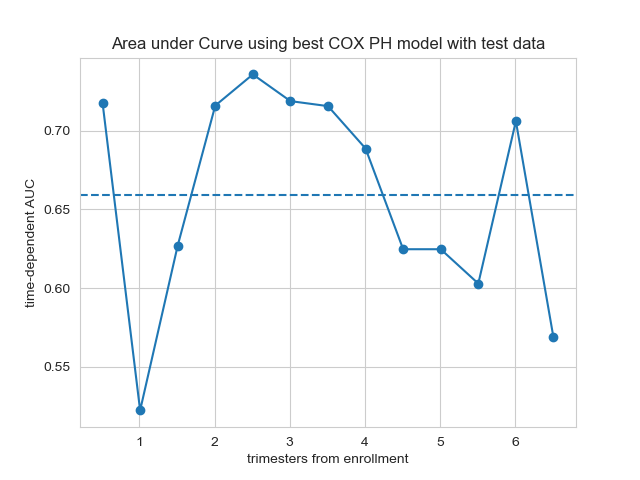 Area under Curve using best COX PH model with test data
time-dependent AUC
0.70
0.65
0.60
0.55
1 2 3 4 5 6
trimesters from enrollment